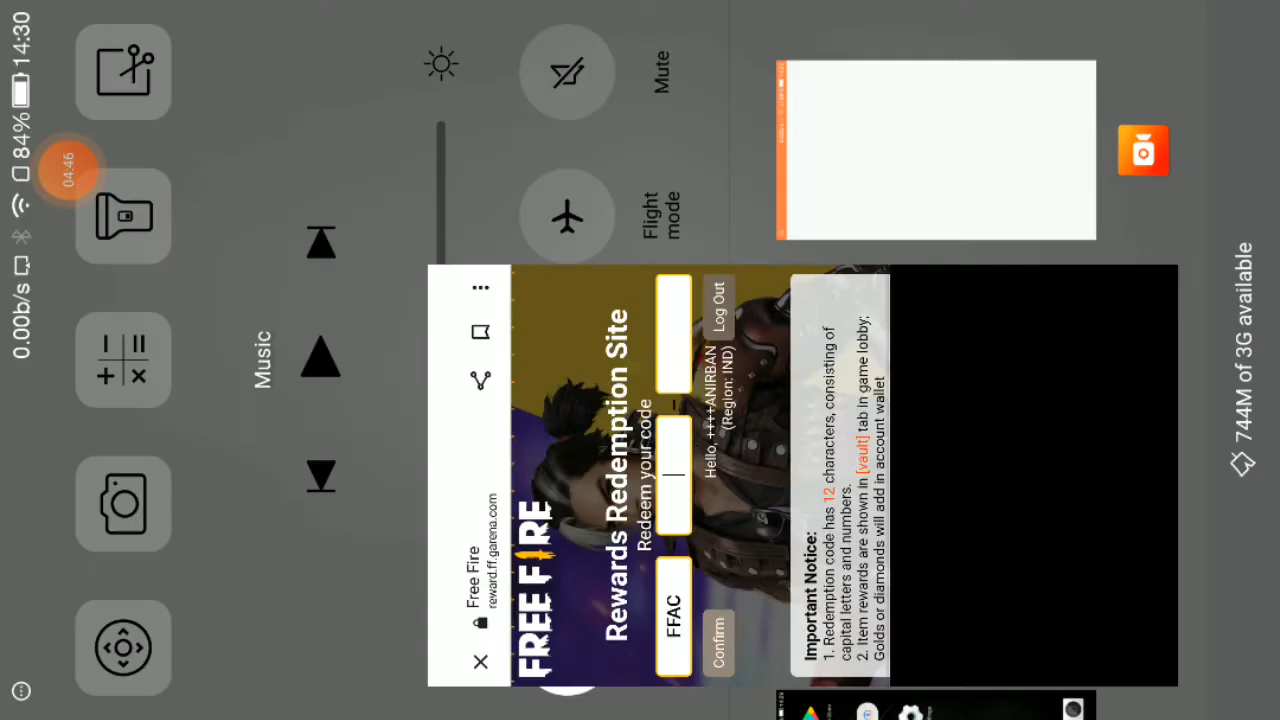 0.00b/s 84% 14:30
04:46
Music
Flight
mode
Mute
Free Fire
reward.ff.garena.com
FREE FIRE
Rewards Redemption Site
Redeem your code
FFAC
–
Hello, ++++ANIRBAN
(Region: IND)
Confirm
Log Out
Important Notice:
1. Redemption code has 12 characters, consisting of
capital letters and numbers.
2. Item rewards are shown in [vault] tab in game lobby;
Golds or diamonds will add in account wallet
744M of 3G available